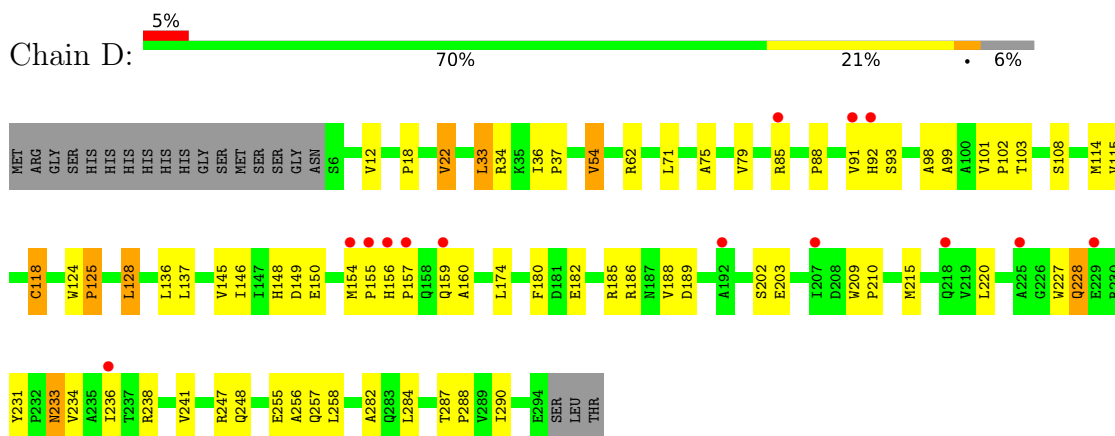 5%
Chain D:
70% 21% • 6%
MET ARG GLY SER HIS HIS HIS HIS HIS HIS GLY SER MET SER SER GLY ASN S6 V12 P18 V22 L33 R34 K35 I36 P37 V54 R62 L71 A75 V79 R85 P88 V91 H92 S93 A98 A99 A100 V101 P102 T103 S108 M114 V115
C118 W124 P125 L128 L136 L137 V145 I146 I147 H148 D149 E150 M154 P155 H156 P157 Q158 Q159 A160 L174 F180 D181 E182 R185 R186 N187 V188 D189 A192 S202 E203 I207 D208 W209 P210 M215 Q218 V219 L220 A225 G226 W227 Q228 E229
Y231 P232 N233 V234 A235 I236 T237 R238 V241 R247 Q248 E255 A256 Q257 L258 A282 Q283 L284 T287 P288 V289 I290 E294 SER LEU THR